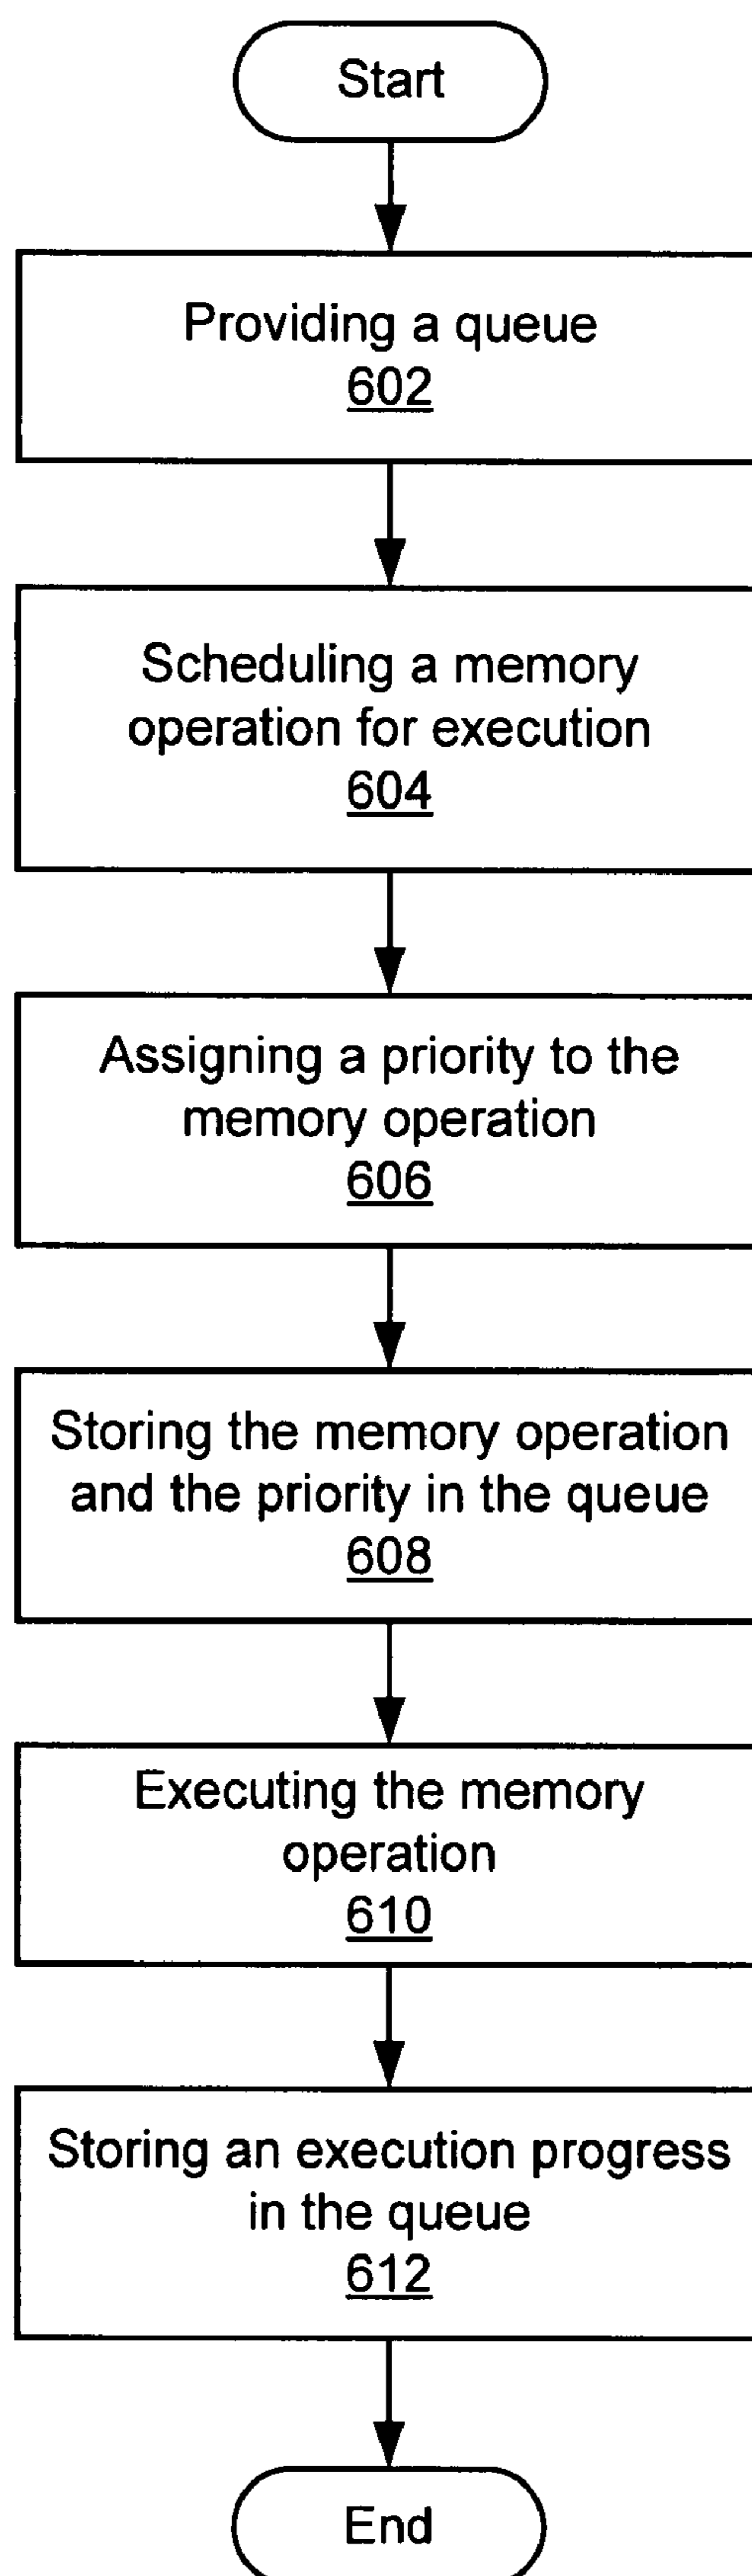 Start
Providing a queue
602
Scheduling a memory
operation for execution
604
Assigning a priority to the
memory operation
606
Storing the memory operation
and the priority in the queue
608
Executing the memory
operation
610
Storing an execution progress
in the queue
612
End